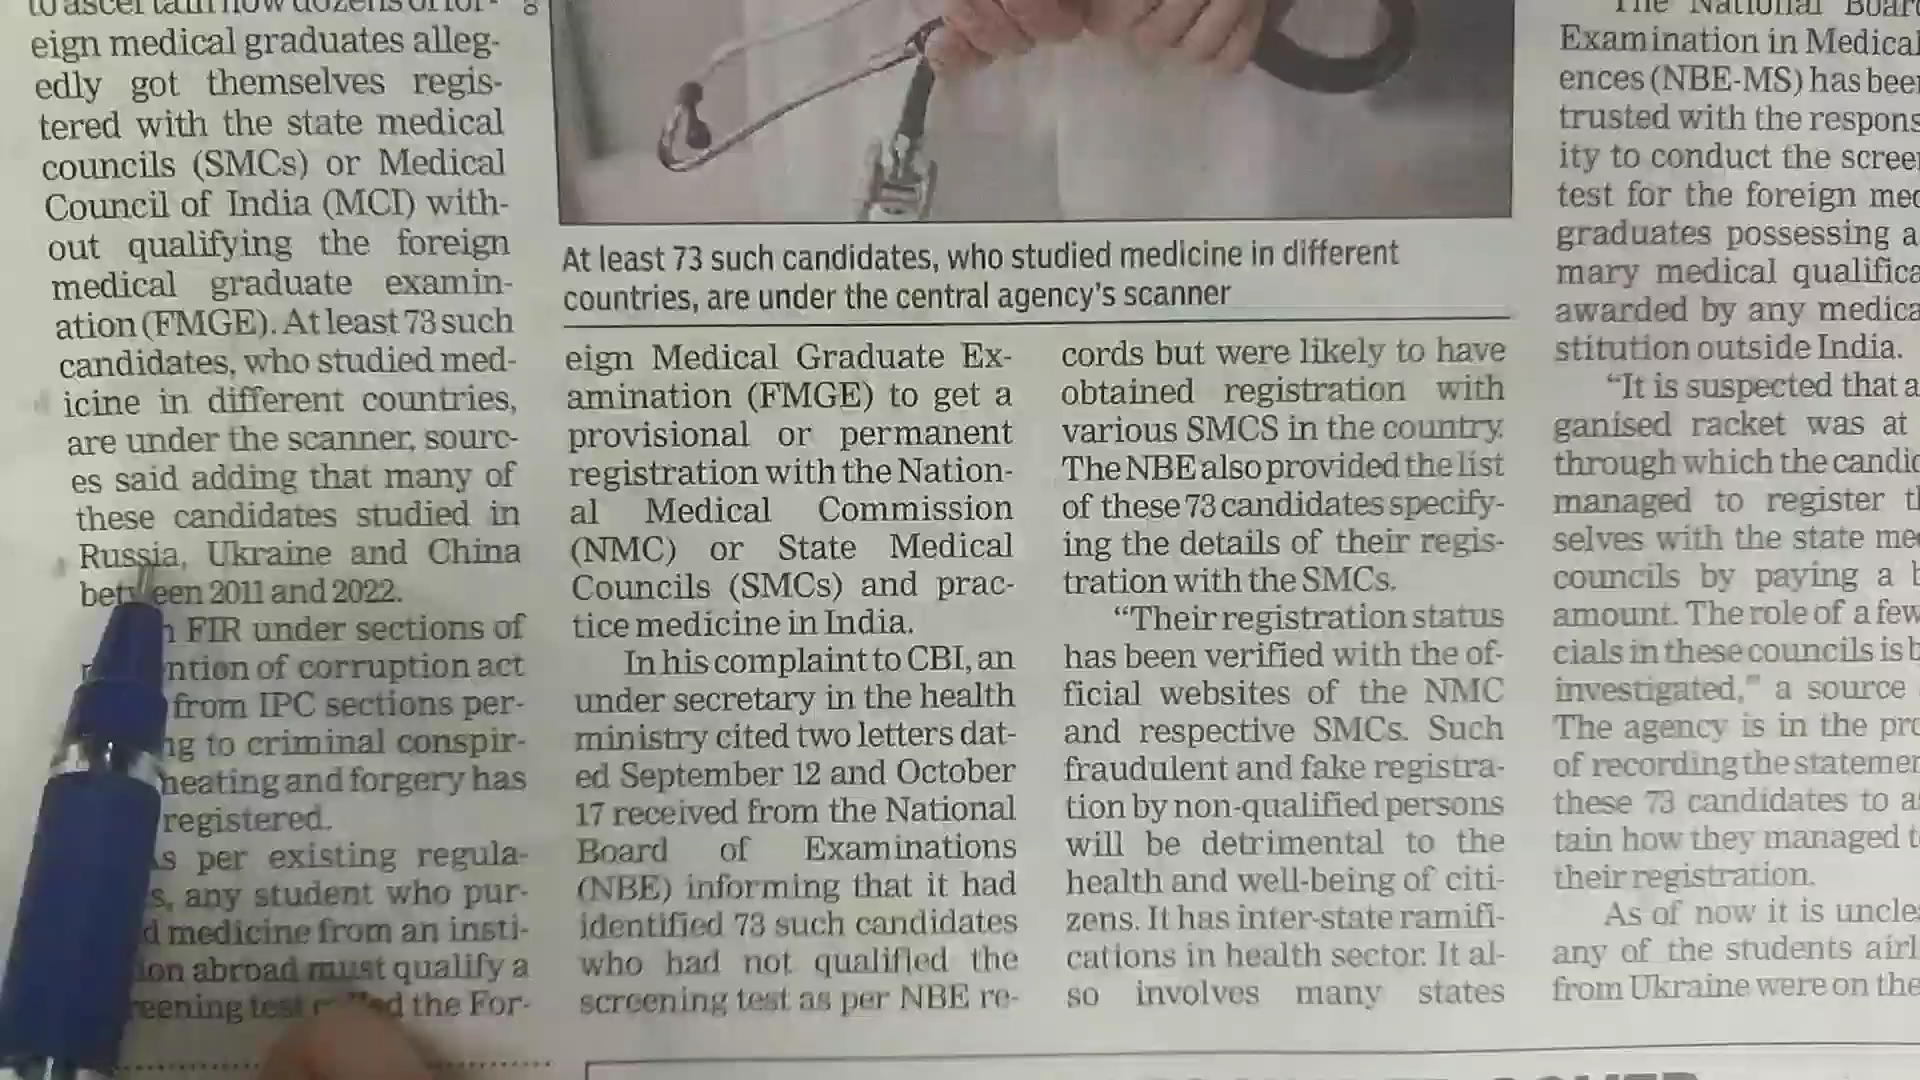 eign medical graduates alleg-
edly got themselves regis-
tered with the state medical
councils (SMCs) or Medical
Council of India (MCI) with-
out qualifying the foreign
medical graduate examin-
ation (FMGE). At least 73 such
candidates, who studied med-
icine in different countries,
are under the scanner, sourc-
es said adding that many of
these candidates studied in
Russia, Ukraine and China
between 2011 and 2022.
FIR under sections of
ntion of corruption act
from IPC sections per-
ng to criminal conspir-
heating and forgery has
registered.
s per existing regula-
s, any student who pur-
d medicine from an insti-
ion abroad must qualify a
reening test the For-
At least 73 such candidates, who studied medicine in different
countries, are under the central agency's scanner
eign Medical Graduate Ex-
amination (FMGE) to get a
provisional or permanent
registration with the Nation-
al Medical Commission
(NMC) or State Medical
Councils (SMCs) and prac-
tice medicine in India.
In his complaint to CBI, an
under secretary in the health
ministry cited two letters dat-
ed September 12 and October
17 received from the National
Board of Examinations
(NBE) informing that it had
identified 73 such candidates
who had not qualified the
screening test as per NBE re-
cords but were likely to have
obtained registration with
various SMCS in the country.
The NBE also provided the list
of these 73 candidates specify-
ing the details of their regis-
tration with the SMCs.
“Their registration status
has been verified with the of-
ficial websites of the NMC
and respective SMCs. Such
fraudulent and fake registra-
tion by non-qualified persons
will be detrimental to the
health and well-being of citi-
zens. It has inter-state ramifi-
cations in health sector. It al-
so involves many states
The National Board
Examination in Medical
ences (NBE-MS) has been
trusted with the respons
ity to conduct the scree
test for the foreign med
graduates possessing a
mary medical qualifica
awarded by any medica
stitution outside India.
“It is suspected that a
ganised racket was at
through which the candid
managed to register t
selves with the state me
councils by paying a b
amount. The role of a few
cials in these councils is b
investigated,” a source
The agency is in the pro
of recording the statemen
these 73 candidates to a
tain how they managed t
their registration.
As of now it is uncle
any of the students airl
from Ukraine were on the